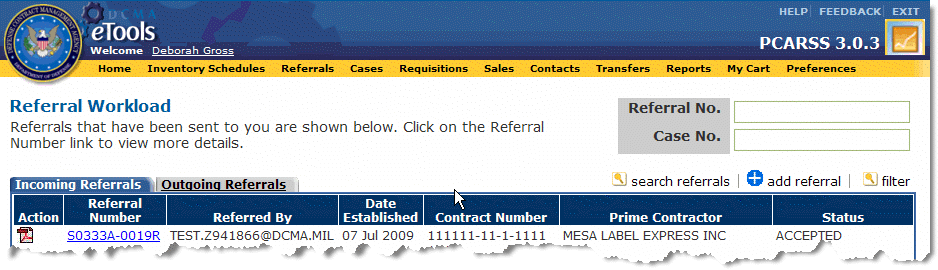 HELP | FEEDBACK | EXIT
DCMA
eTools
Welcome Deborah Gross
PCARSS 3.0.3
Home Inventory Schedules Referrals Cases Requisitions Sales Contacts Transfers Reports My Cart Preferences
Referral Workload
Referrals that have been sent to you are shown below. Click on the Referral
Number link to view more details.
Referral No.
Case No.
Incoming Referrals Outgoing Referrals
search referrals | add referral | filter
Action Referral Number Referred By Date Established Contract Number Prime Contractor Status
S0333A-0019R TEST.Z941866@DCMA.MIL 07 Jul 2009 111111-11-1-1111 MESA LABEL EXPRESS INC ACCEPTED